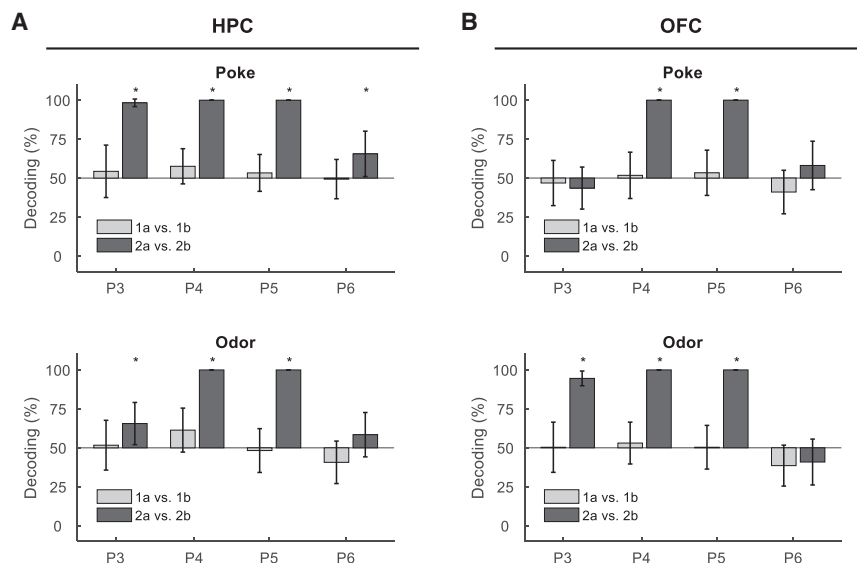 A
HPC
Poke
*
*
*
*
100
75
50
25
0
Decoding (%)
1a vs. 1b
2a vs. 2b
P3
P4
P5
P6
Odor
*
*
*
100
75
50
25
0
Decoding (%)
1a vs. 1b
2a vs. 2b
P3
P4
P5
P6
B
OFC
Poke
*
*
100
75
50
25
0
Decoding (%)
1a vs. 1b
2a vs. 2b
P3
P4
P5
P6
Odor
*
*
*
100
75
50
25
0
Decoding (%)
1a vs. 1b
2a vs. 2b
P3
P4
P5
P6